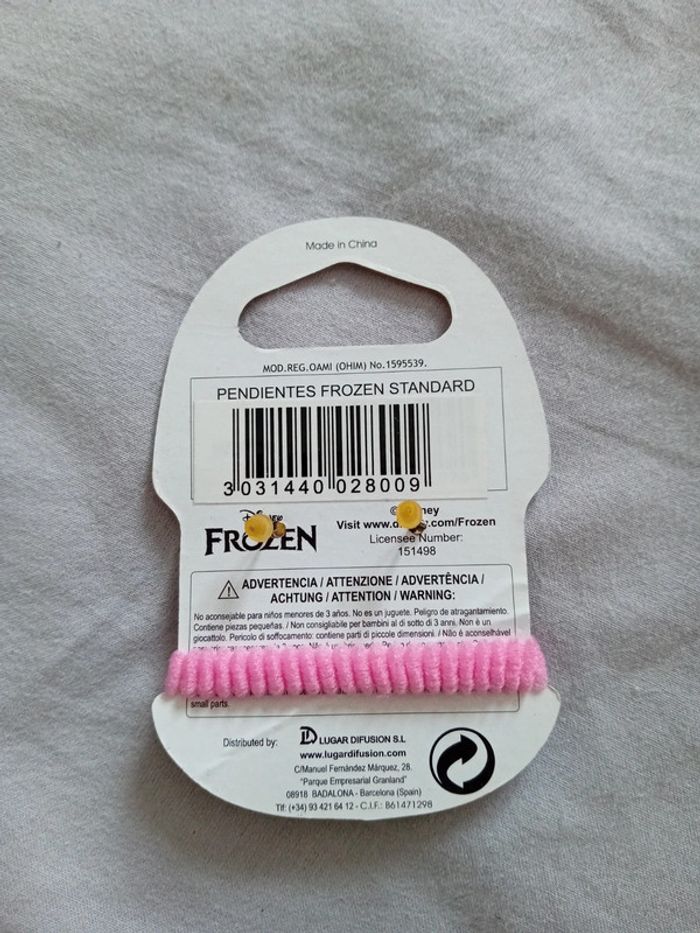 Made in China
MOD.REG.OAMI (OHIM) No.1595539.
PENDIENTES FROZEN STANDARD
3 031440 028009
Disney
FROZEN
© Disney
Visit www.d y.com/Frozen
Licensee Number:
151498
ADVERTENCIA / ATTENZIONE / ADVERTÊNCIA /
ACHTUNG / ATTENTION / WARNING:
No aconsejable para niños menores de 3 años. No es un juguete. Peligro de atragantamiento.
Contiene piezas pequeñas. / Non consigliabile per bambini al di sotto di 3 anni. Non è un
giocattolo. Pericolo di soffocamento: contiene parti di piccole dimensioni. / Não é aconselhável
small parts.
Distributed by:
LD LUGAR DIFUSION S.L
www.lugardifusion.com
C/Manuel Fernández Márquez, 28.
"Parque Empresarial Granland"
08918 BADALONA - Barcelona (Spain)
Tlf: (+34) 93 421 64 12 - C.I.F.: B61471298